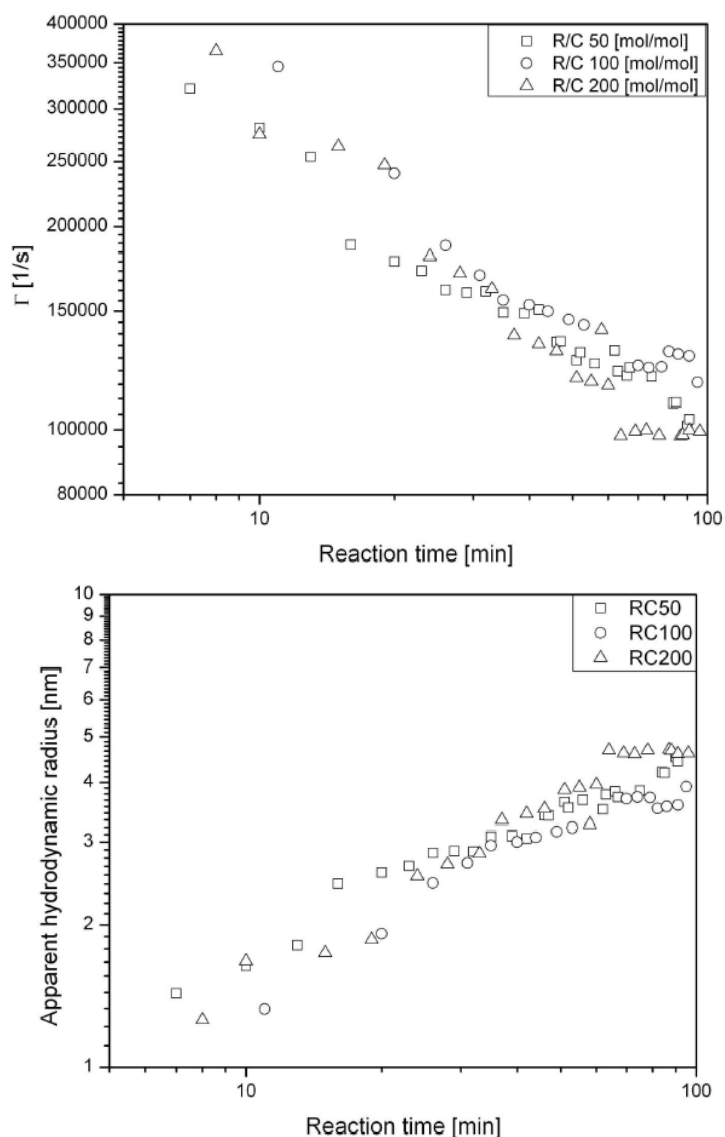 400000
350000
300000
250000
200000
150000
100000
80000
Γ [1/s]
R/C 50 [mol/mol]
R/C 100 [mol/mol]
R/C 200 [mol/mol]
10
100
Reaction time [min]
10
9
8
7
6
5
4
3
2
1
Apparent hydrodynamic radius [nm]
RC50
RC100
RC200
10
100
Reaction time [min]